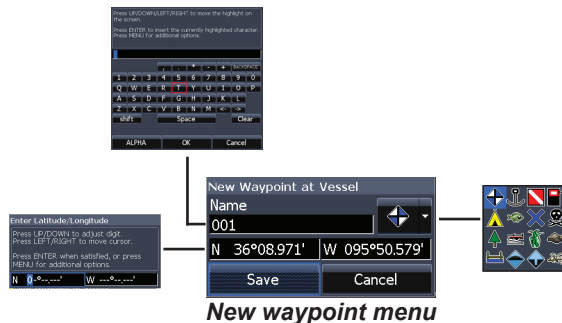 Press UP/DOWN/LEFT/RIGHT to move the highlight on
the screen.
Press ENTER to insert the currently highlighted character.
Press MENU for additional options.
, . * - + BACKSPACE
1 2 3 4 5 6 7 8 9 0
Q W E R T Y U I O P
A S D F G H J K L
Z X C V B N M <- ->
shift Space Clear
ALPHA OK Cancel
New Waypoint at Vessel
Name
001
N 36°08.971' W 095°50.579'
Save Cancel
Enter Latitude/Longitude
Press UP/DOWN to adjust digit.
Press LEFT/RIGHT to move cursor.
Press ENTER when satisfied, or press
MENU for additional options.
N 0-°--.---' W ---°--.---'
New waypoint menu